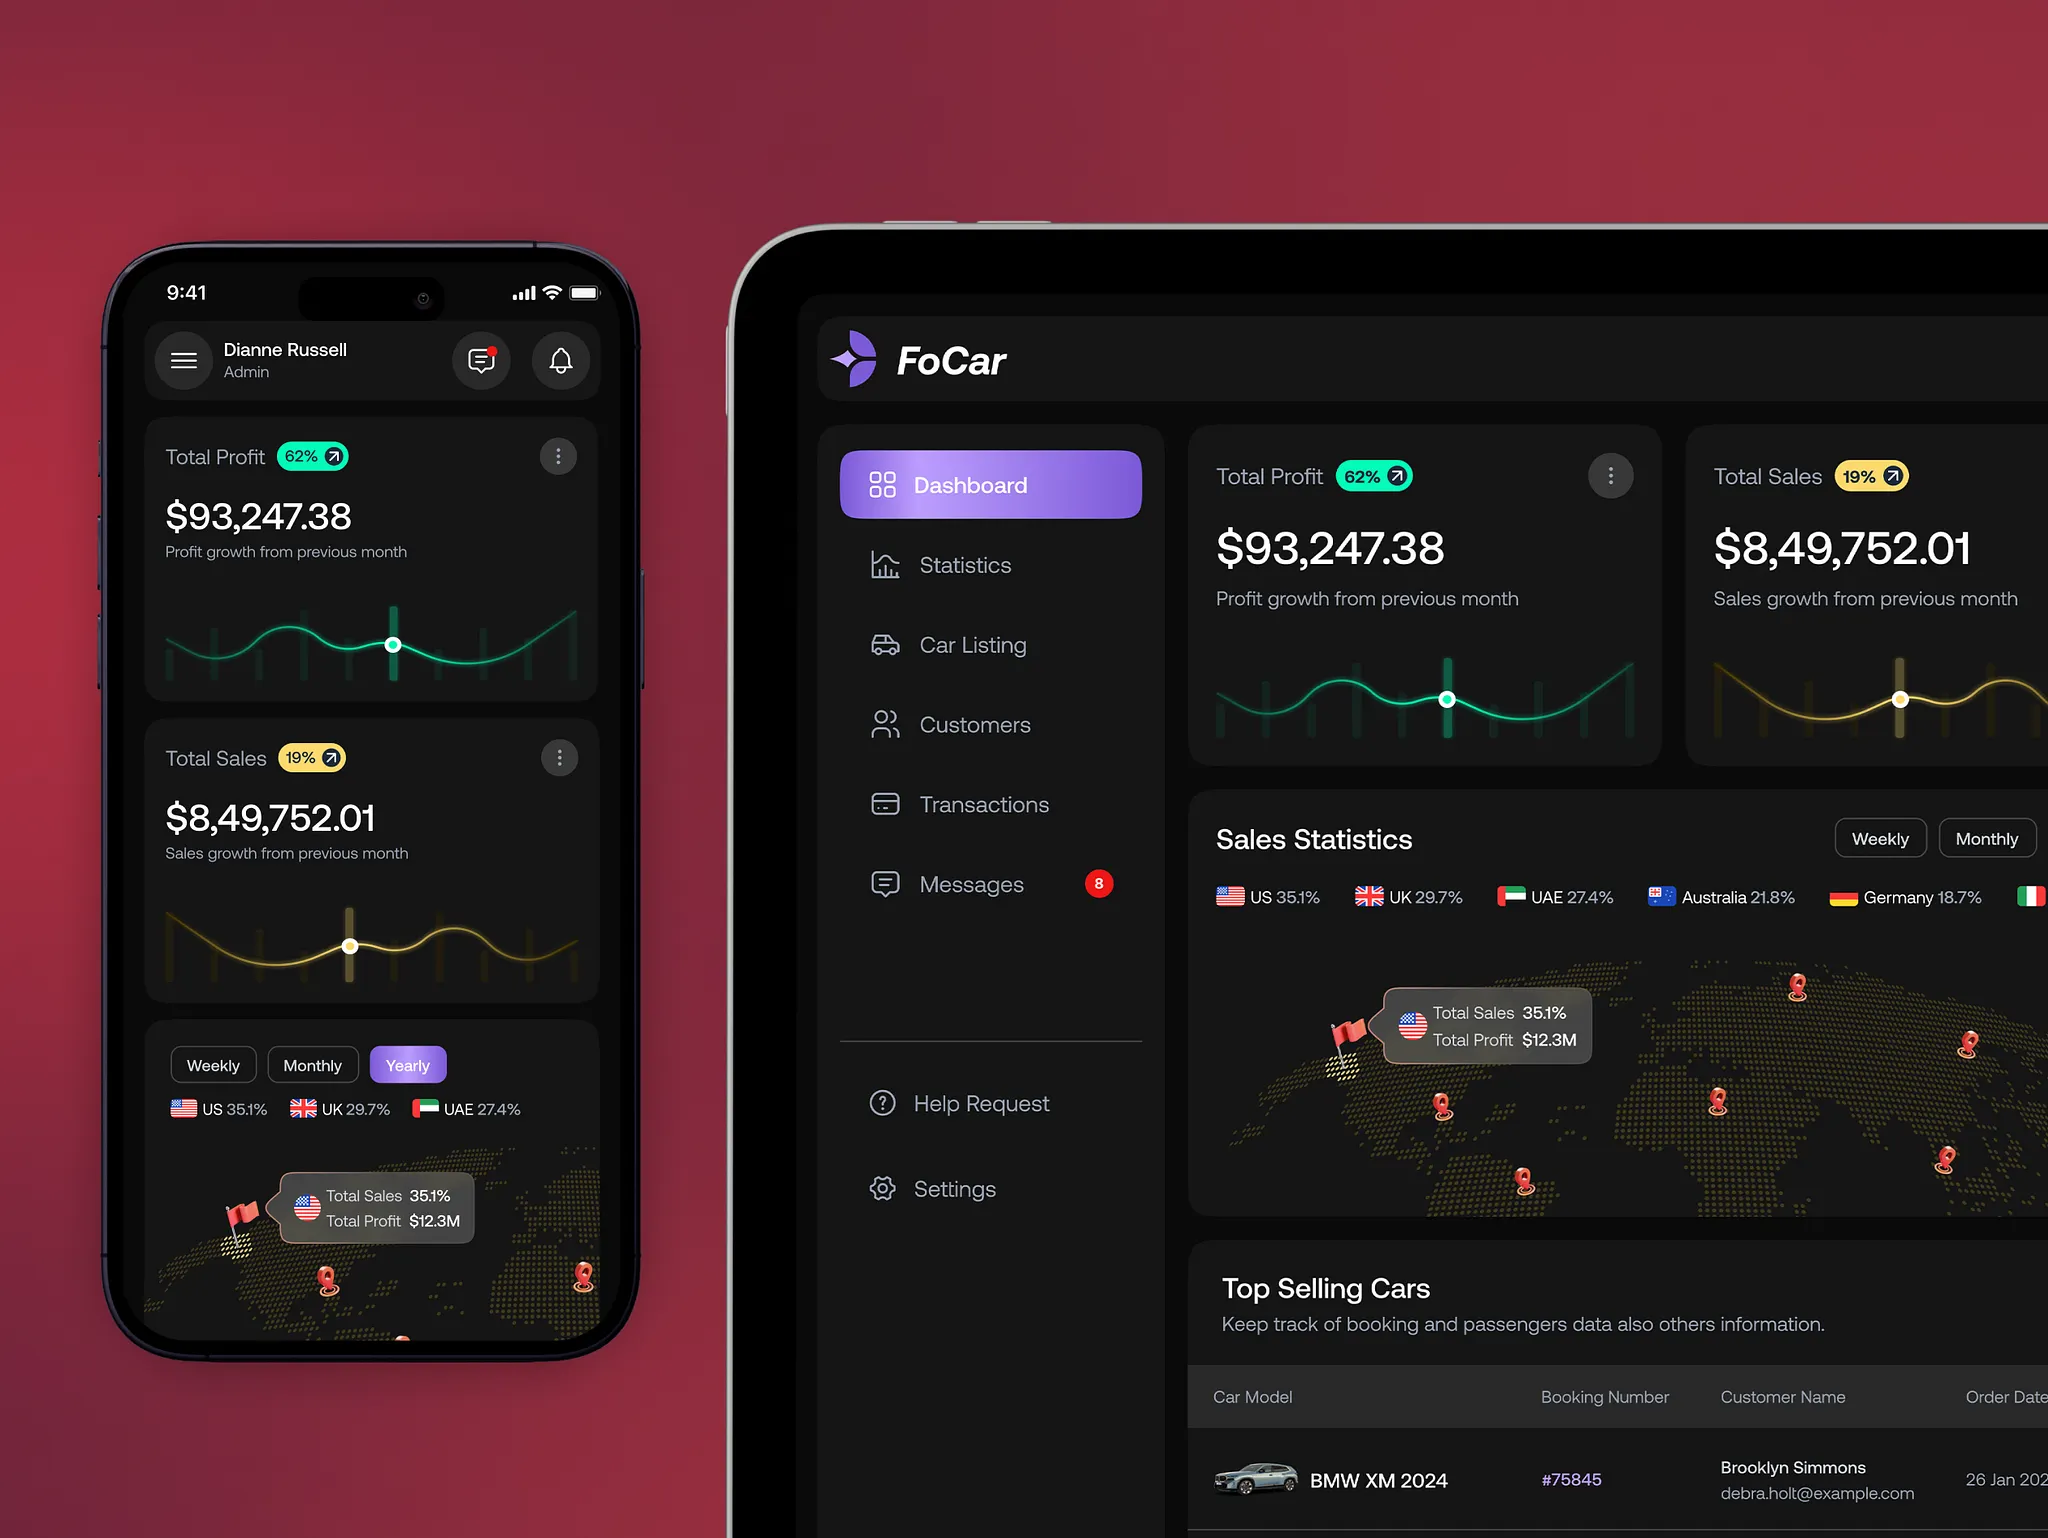 9:41
Dianne Russell
Admin
Total Profit 62%
$93,247.38
Profit growth from previous month
Total Sales 19%
$8,49,752.01
Sales growth from previous month
Weekly Monthly Yearly
US 35.1% UK 29.7% UAE 27.4%
Total Sales 35.1%
Total Profit $12.3M
FoCar
Dashboard
Statistics
Car Listing
Customers
Transactions
Messages 8
Help Request
Settings
Total Profit 62%
$93,247.38
Profit growth from previous month
Total Sales 19%
$8,49,752.01
Sales growth from previous month
Sales Statistics
Weekly Monthly
US 35.1% UK 29.7% UAE 27.4% Australia 21.8% Germany 18.7%
Total Sales 35.1%
Total Profit $12.3M
Top Selling Cars
Keep track of booking and passengers data also others information.
Car Model Booking Number Customer Name Order Date
BMW XM 2024 #75845 Brooklyn Simmons 26 Jan 202
debra.holt@example.com